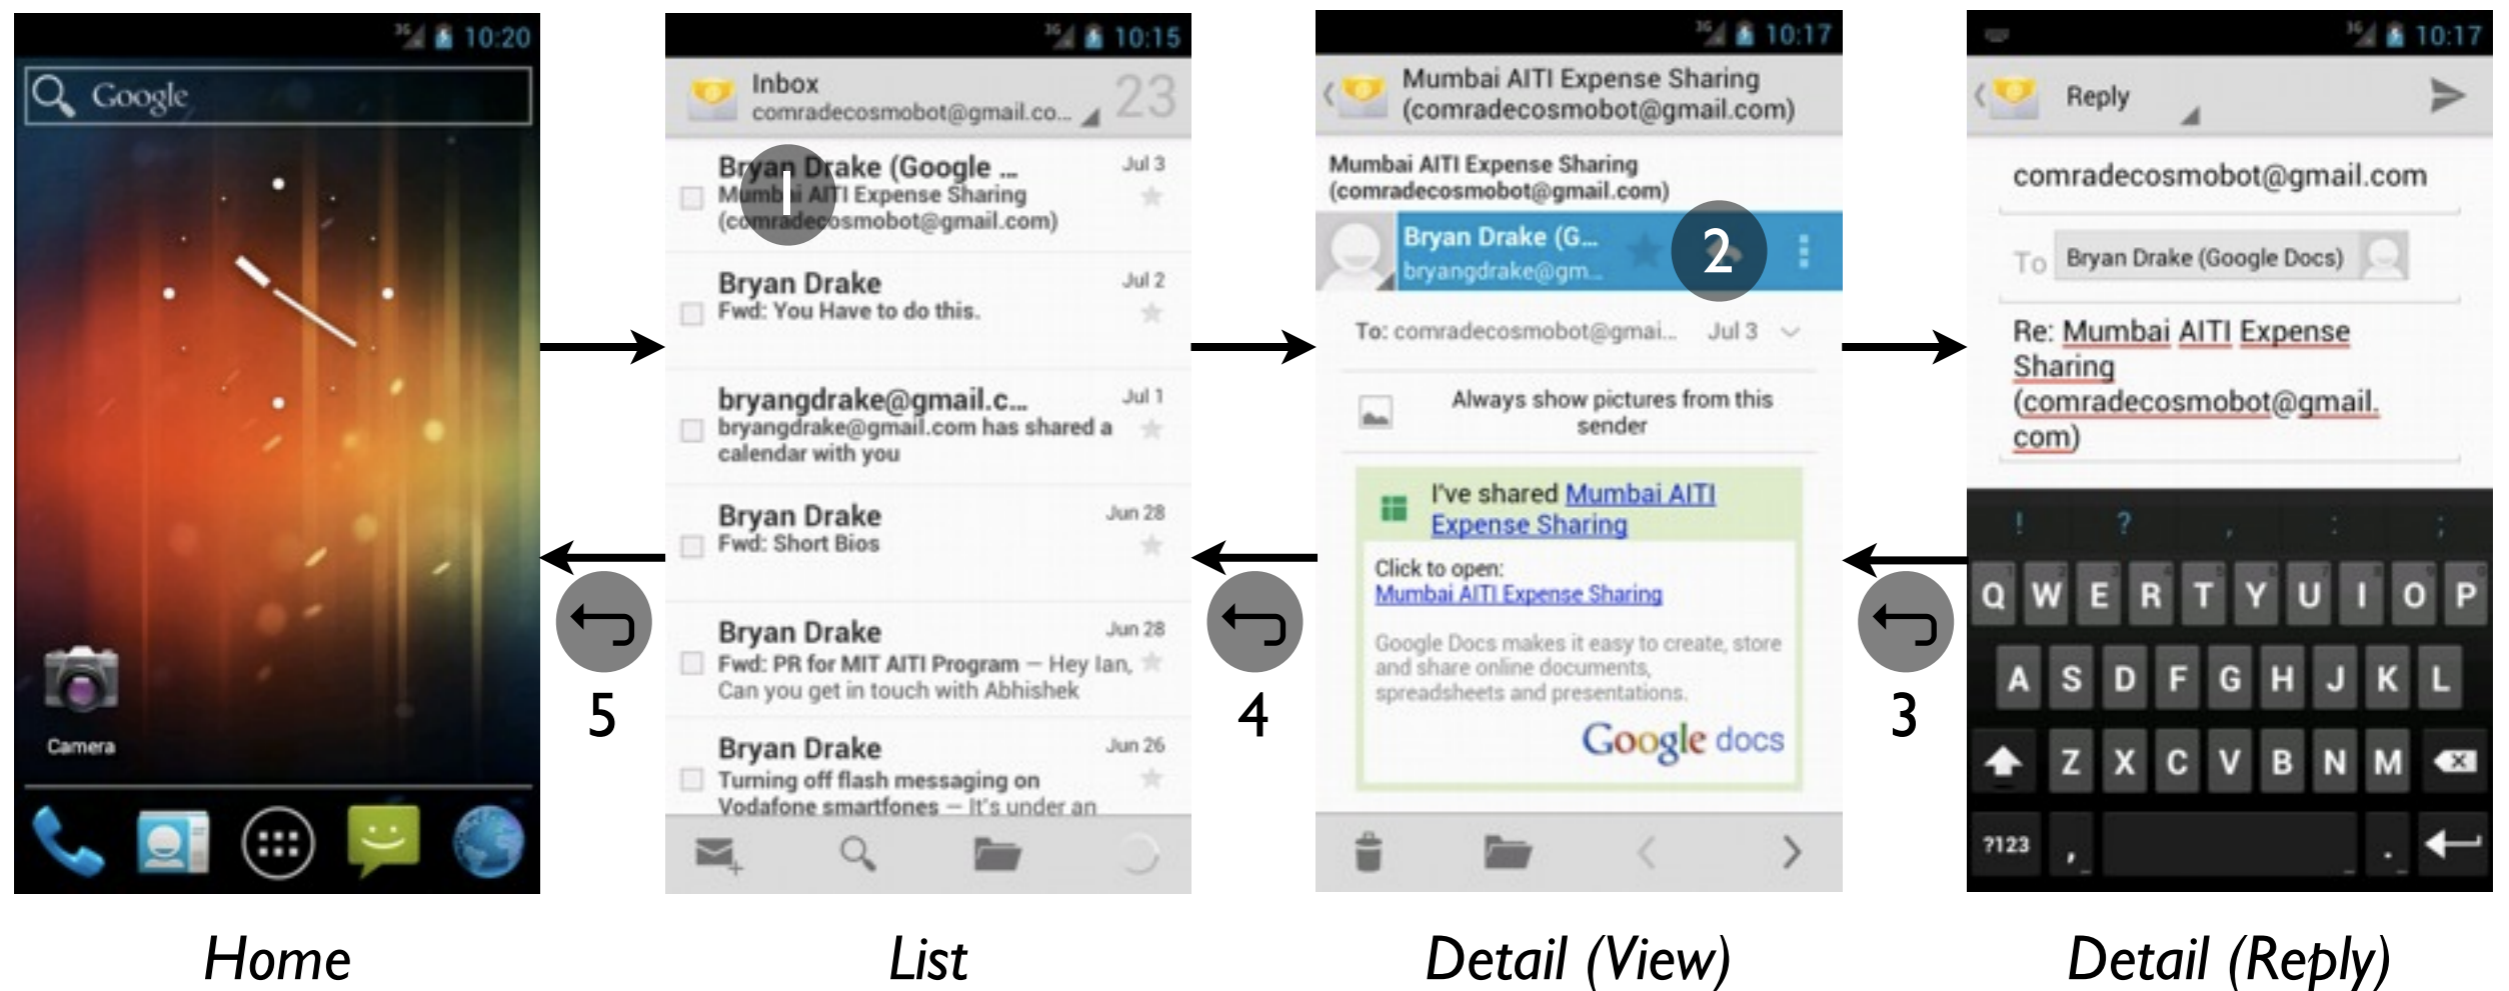 10:20
Google
Camera
10:15
Inbox
comradecosmobot@gmail.co...
23
Bryan Drake (Google ...
Jul 3
Mumbai AITI Expense Sharing
(comradecosmobot@gmail.com)
1
Bryan Drake
Jul 2
Fwd: You Have to do this.
bryangdrake@gmail.c...
Jul 1
bryangdrake@gmail.com has shared a
calendar with you
Bryan Drake
Jun 28
Fwd: Short Bios
Bryan Drake
Jun 28
Fwd: PR for MIT AITI Program – Hey Ian,
Can you get in touch with Abhishek
Bryan Drake
Jun 26
Turning off flash messaging on
Vodafone smartfones – It's under an
3G 10:17
Mumbai AITI Expense Sharing
(comradecosmobot@gmail.com)
Mumbai AITI Expense Sharing
(comradecosmobot@gmail.com)
Bryan Drake (G...
bryangdrake@gm...
2
To: comradecosmobot@gmai... Jul 3
Always show pictures from this
sender
I've shared Mumbai AITI
Expense Sharing
Click to open:
Mumbai AITI Expense Sharing
Google Docs makes it easy to create, store
and share online documents,
spreadsheets and presentations.
Google docs
3G 10:17
Reply
comradecosmobot@gmail.com
To Bryan Drake (Google Docs)
Re: Mumbai AITI Expense
Sharing
(comradecosmobot@gmail.
com)
! ? , : ;
Q W E R T Y U I O P
A S D F G H J K L
Z X C V B N M
?123 , .
5
4
3
Home
List
Detail (View)
Detail (Reply)